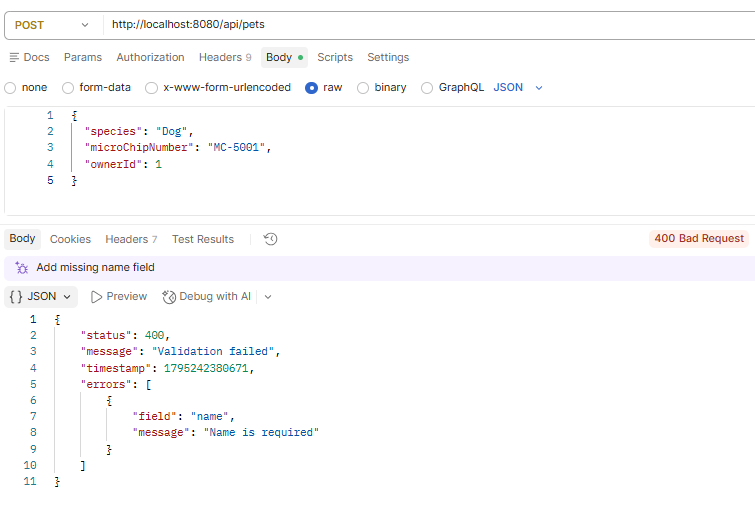 POST http://localhost:8080/api/pets
Docs Params Authorization Headers 9 Body Scripts Settings
none form-data x-www-form-urlencoded raw binary GraphQL JSON
1 {
2 "species": "Dog",
3 "microChipNumber": "MC-5001",
4 "ownerId": 1
5 }
Body Cookies Headers 7 Test Results 400 Bad Request
Add missing name field
{} JSON Preview Debug with AI
1 {
2 "status": 400,
3 "message": "Validation failed",
4 "timestamp": 1795242380671,
5 "errors": [
6 {
7 "field": "name",
8 "message": "Name is required"
9 }
10 ]
11 }